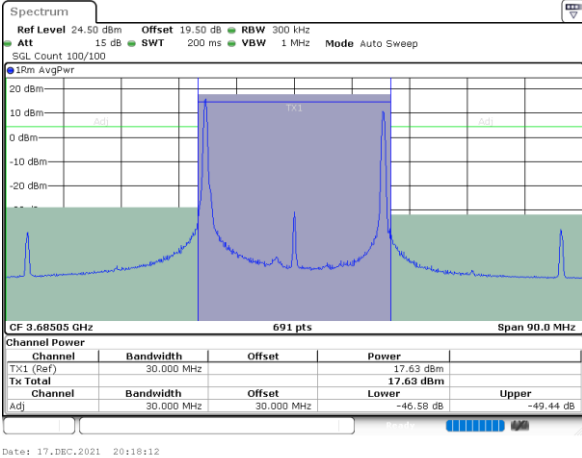 Spectrum
Ref Level 24.50 dBm Offset 19.50 dB RBW 300 kHz
Att 15 dB SWT 200 ms VBW 1 MHz Mode Auto Sweep
SGL Count 100/100
1Rm AvgPwr
20 dBm
TX1
10 dBm
Adj Adj
0 dBm
-10 dBm
-20 dBm
CF 3.68505 GHz 691 pts Span 90.0 MHz
Channel Power
Channel Bandwidth Offset Power
TX1 (Ref) 30.000 MHz 17.63 dBm
Tx Total 17.63 dBm
Channel Bandwidth Offset Lower Upper
Adj 30.000 MHz 30.000 MHz -46.58 dB -49.44 dB
Ready
Date: 17.DEC.2021 20:18:12